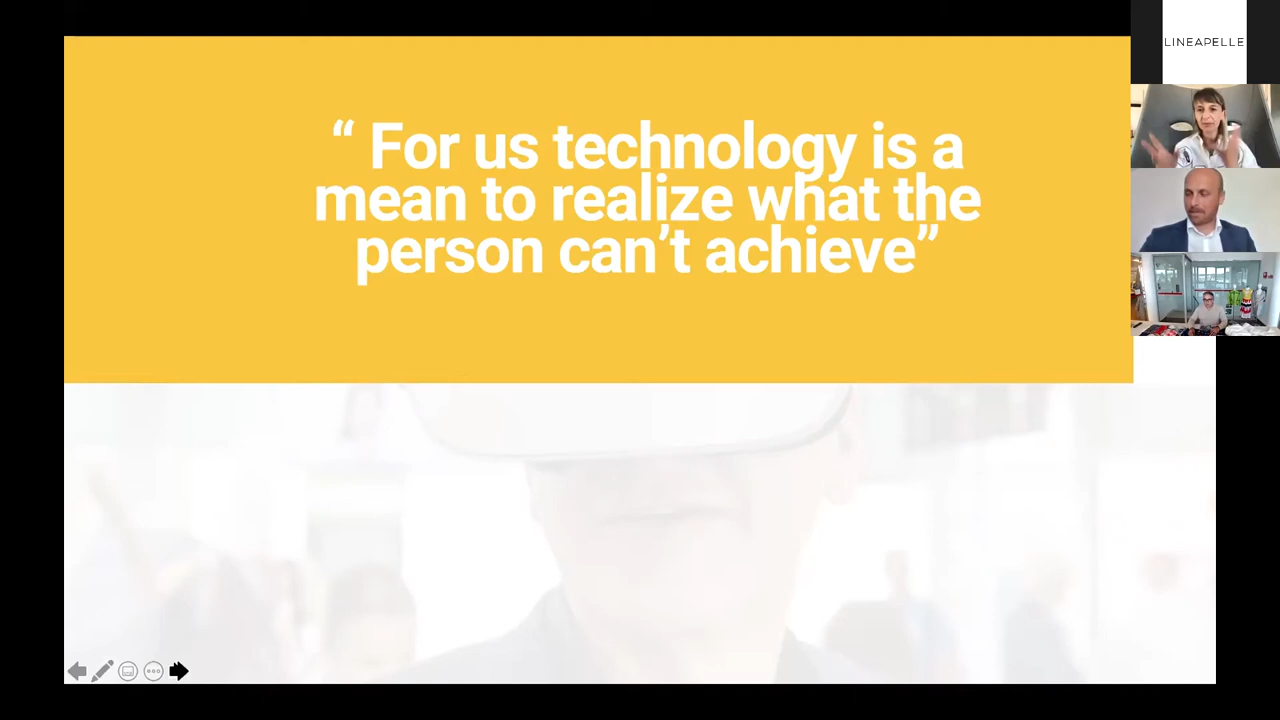 “ For us technology is a
mean to realize what the
person can’t achieve”
LINEAPELLE